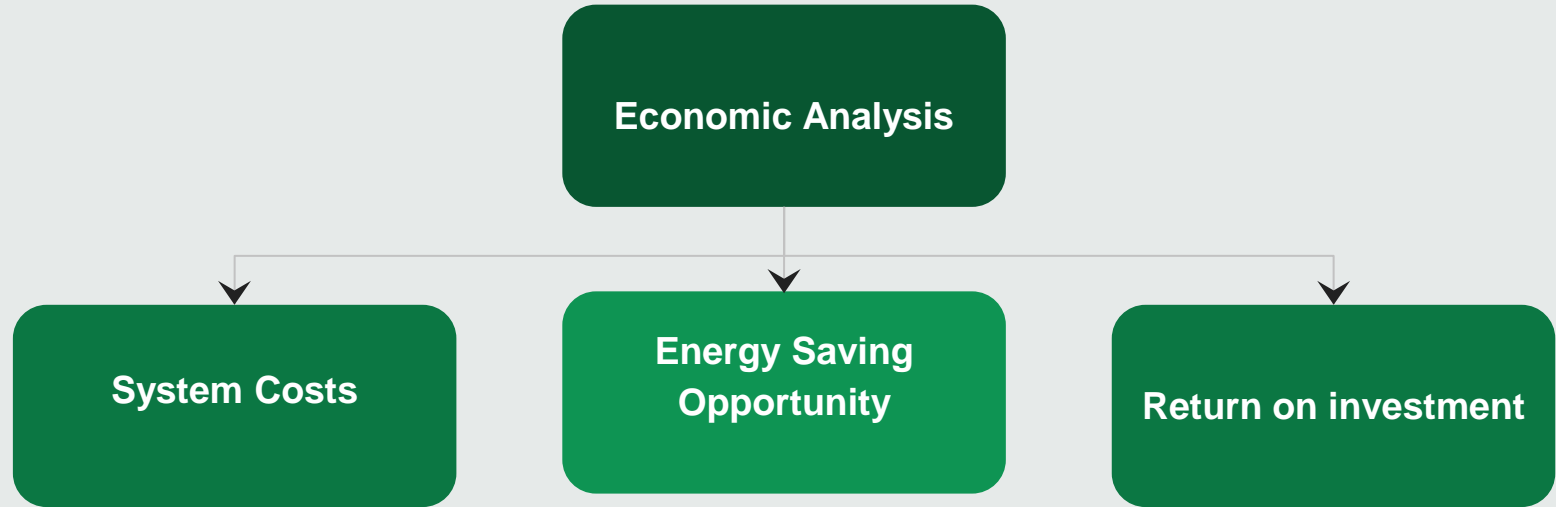 Economic Analysis
System Costs
Energy Saving
Opportunity
Return on investment